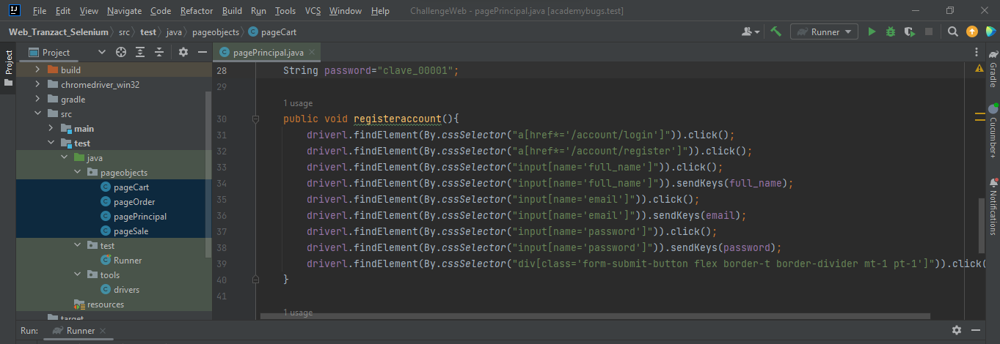 File Edit View Navigate Code Refactor Build Run Tools VCS Window Help ChallengeWeb - pagePrincipal.java [academybugs.test]
Web_Tranzact_Selenium › src › test › java › pageobjects › pageCart Runner
Project pagePrincipal.java
Project
build
chromedriver_win32
gradle
src
main
test
java
pageobjects
pageCart
pageOrder
pagePrincipal
pageSale
test
Runner
tools
drivers
resources
target
28 String password="clave_00001";
29
1 usage
30 public void registeraccount(){
31 driverl.findElement(By.cssSelector("a[href*='/account/login']")).click();
32 driverl.findElement(By.cssSelector("a[href*='/account/register']")).click();
33 driverl.findElement(By.cssSelector("input[name='full_name']")).click();
34 driverl.findElement(By.cssSelector("input[name='full_name']")).sendKeys(full_name);
35 driverl.findElement(By.cssSelector("input[name='email']")).click();
36 driverl.findElement(By.cssSelector("input[name='email']")).sendKeys(email);
37 driverl.findElement(By.cssSelector("input[name='password']")).click();
38 driverl.findElement(By.cssSelector("input[name='password']")).sendKeys(password);
39 driverl.findElement(By.cssSelector("div[class='form-submit-button flex border-t border-divider mt-1 pt-1']")).click(
40 }
41
1 usage
Gradle
Cucumber+
Notifications
Run: Runner